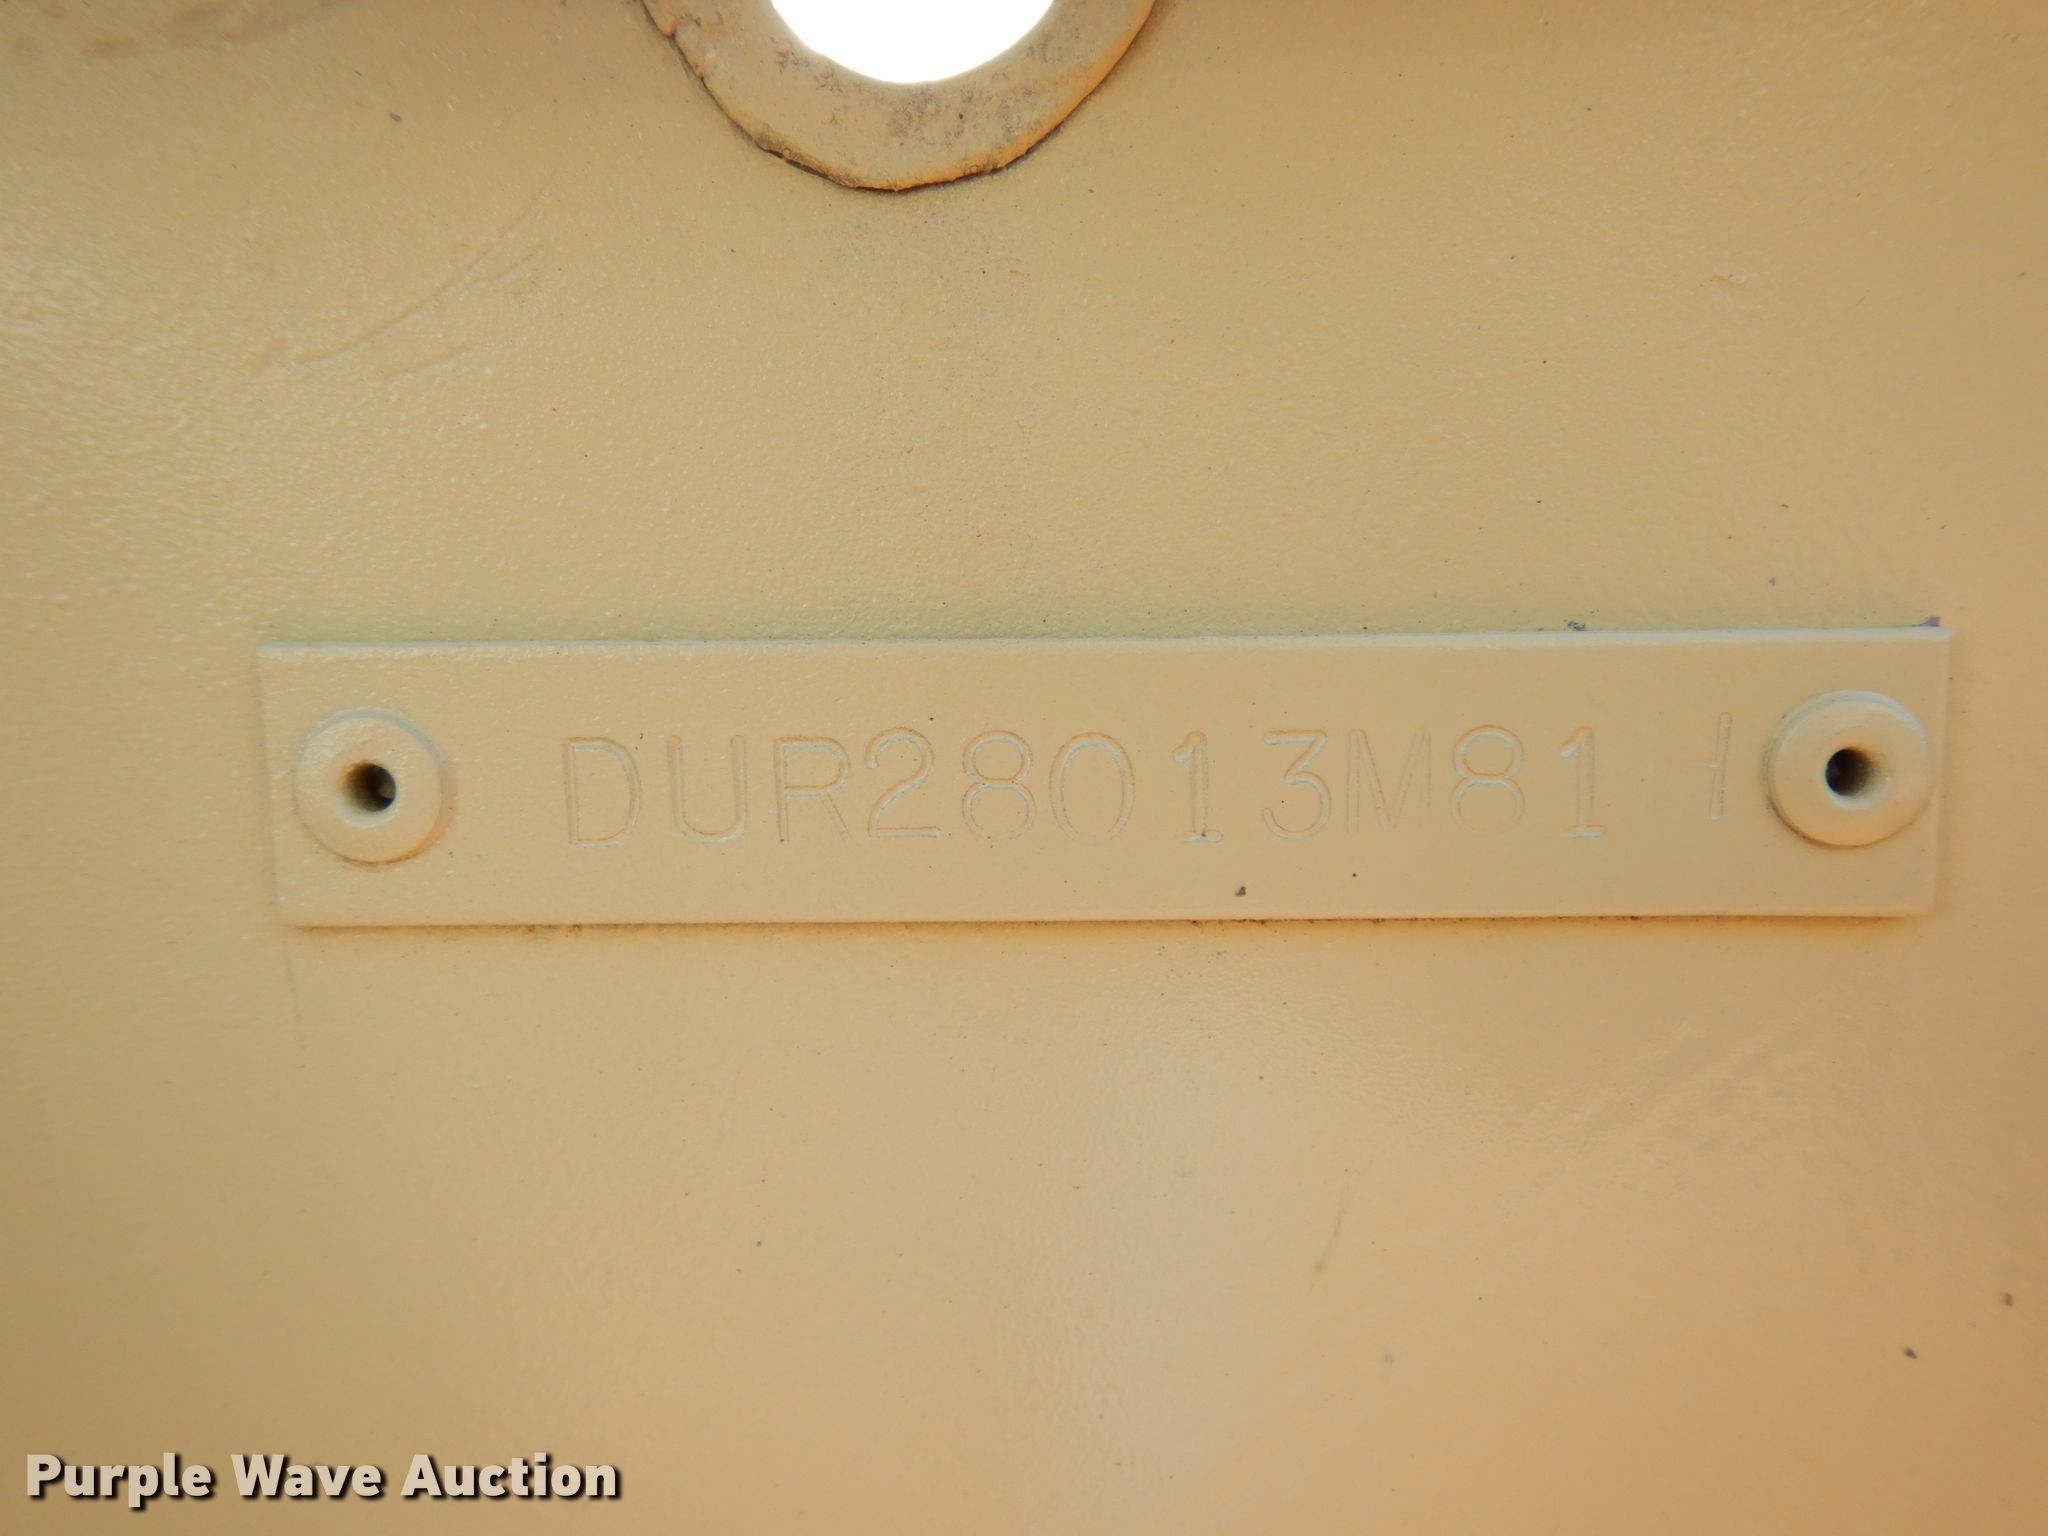 DUR28013M81 H
Purple Wave Auction